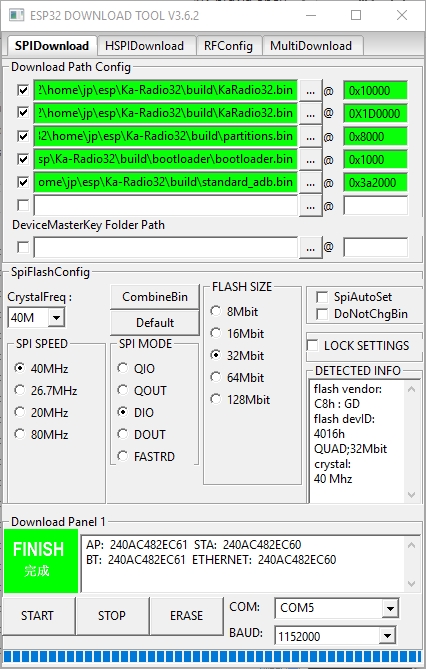 ESP32 DOWNLOAD TOOL V3.6.2
SPIDownload HSPIDownload RFConfig MultiDownload
Download Path Config
?\home\jp\esp\Ka-Radio32\build\KaRadio32.bin ... @ 0x10000
?\home\jp\esp\Ka-Radio32\build\KaRadio32.bin ... @ 0X1D0000
32\home\jp\esp\Ka-Radio32\build\partitions.bin ... @ 0x8000
sp\Ka-Radio32\build\bootloader\bootloader.bin ... @ 0x1000
ome\jp\esp\Ka-Radio32\build\standard_adb.bin ... @ 0x3a2000
... @
DeviceMasterKey Folder Path
... @
SpiFlashConfig
CrystalFreq :
40M
CombineBin
Default
SPI SPEED
40MHz
26.7MHz
20MHz
80MHz
SPI MODE
QIO
QOUT
DIO
DOUT
FASTRD
FLASH SIZE
8Mbit
16Mbit
32Mbit
64Mbit
128Mbit
SpiAutoSet
DoNotChgBin
LOCK SETTINGS
DETECTED INFO
flash vendor:
C8h : GD
flash devID:
4016h
QUAD;32Mbit
crystal:
40 Mhz
Download Panel 1
FINISH
完成
AP: 240AC482EC61 STA: 240AC482EC60
BT: 240AC482EC61 ETHERNET: 240AC482EC60
START STOP ERASE
COM: COM5
BAUD: 1152000